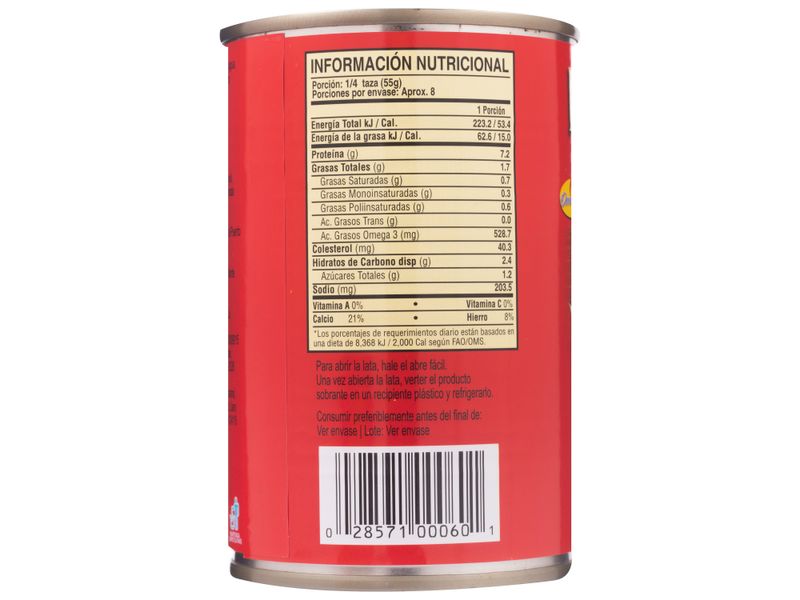 INFORMACIÓN NUTRICIONAL
Porción: 1/4 taza (55g)
Porciones por envase: Aprox. 8
1 Porción
Energía Total kJ / Cal. 223.2 / 53.4
Energía de la grasa kJ / Cal. 62.6 / 15.0
Proteína (g) 7.2
Grasas Totales (g) 1.7
Grasas Saturadas (g) 0.7
Grasas Monoinsaturadas (g) 0.3
Grasas Poliinsaturadas (g) 0.6
Ac. Grasos Trans (g) 0.0
Ac. Grasos Omega 3 (mg) 528.7
Colesterol (mg) 40.3
Hidratos de Carbono disp (g) 2.4
Azúcares Totales (g) 1.2
Sodio (mg) 203.5
Vitamina A 0% • Vitamina C 0%
Calcio 21% • Hierro 8%
*Los porcentajes de requerimientos diario están basados en
una dieta de 8,368 kJ / 2,000 Cal según FAO/OMS.
Para abrir la lata, hale el abre fácil.
Una vez abierta la lata, verter el producto
sobrante en un recipiente plástico y refrigerarlo.
Consumir preferiblemente antes del final de:
Ver envase | Lote: Ver envase
0 28571 00060 1